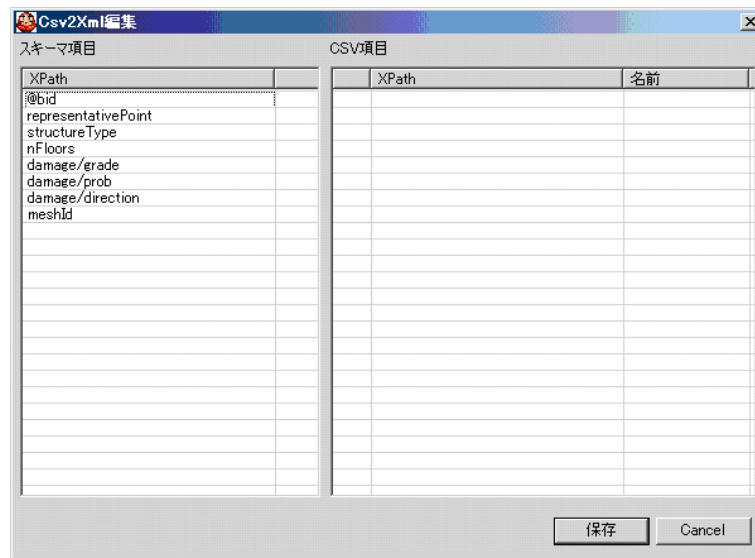 Csv2Xml編集
スキーマ項目
CSV項目
XPath
XPath 名前
@bid
representativePoint
structureType
nFloors
damage/grade
damage/prob
damage/direction
meshId
保存 Cancel